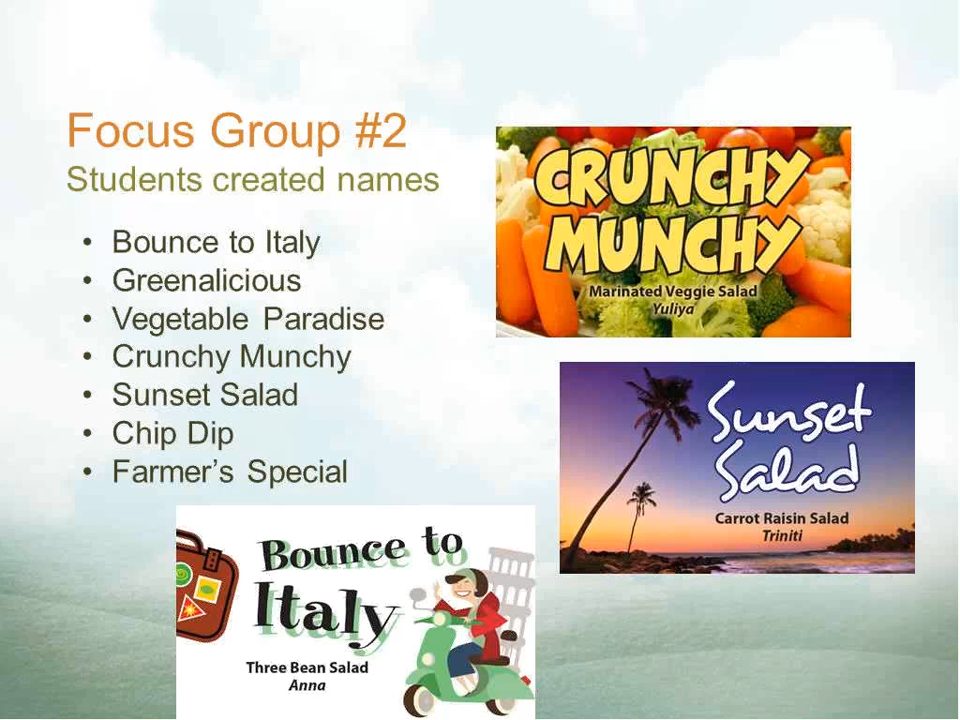 Focus Group #2
Students created names
• Bounce to Italy
• Greenalicious
• Vegetable Paradise
• Crunchy Munchy
• Sunset Salad
• Chip Dip
• Farmer’s Special
CRUNCHY
MUNCHY
Marinated Veggie Salad
Yuliya
Sunset
Salad
Carrot Raisin Salad
Triniti
Bounce to
Italy
Three Bean Salad
Anna